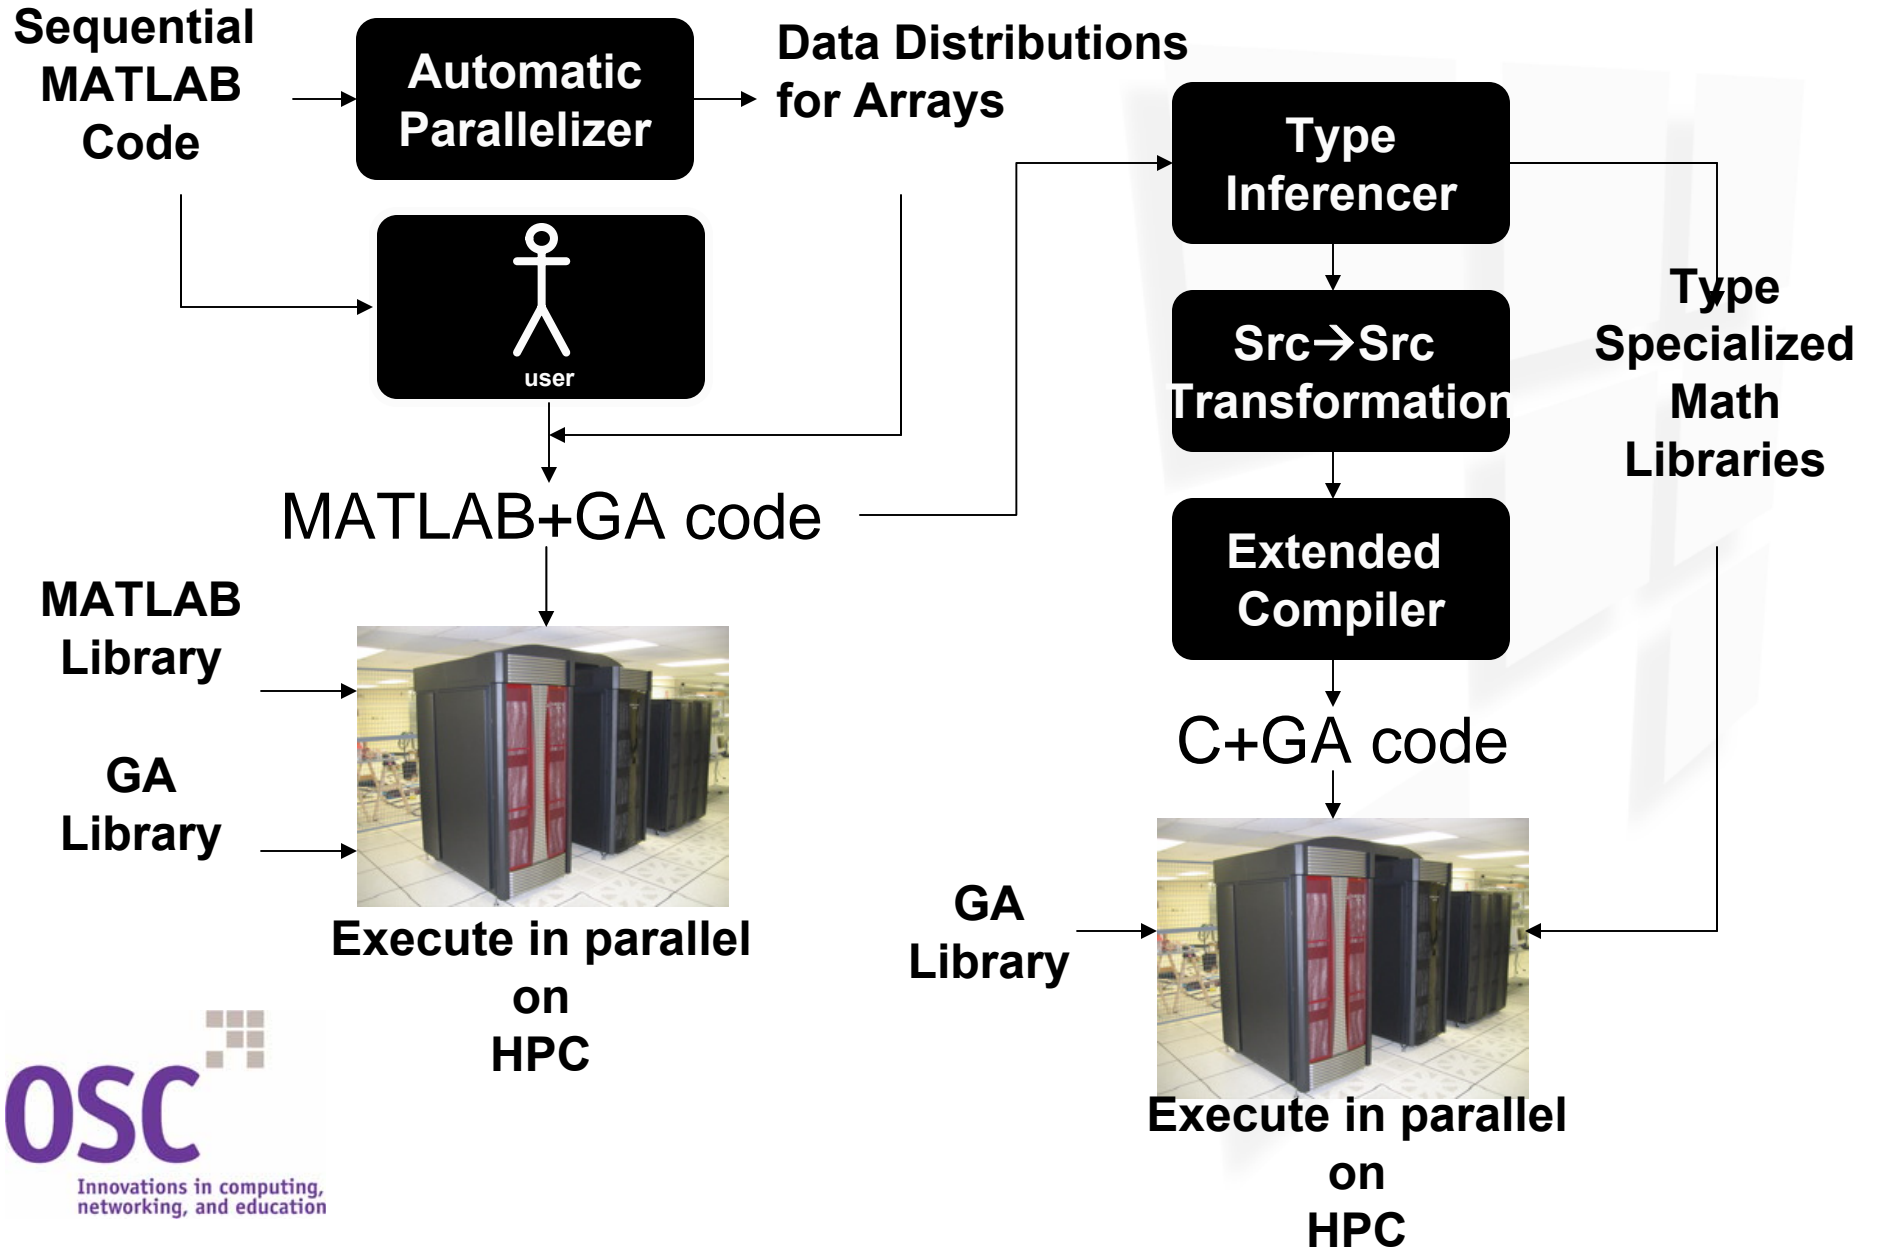 Sequential
MATLAB
Code
Automatic
Parallelizer
Data Distributions
for Arrays
user
MATLAB+GA code
MATLAB
Library
GA
Library
Execute in parallel
on
HPC
Type
Inferencer
Src→Src
Transformation
Extended
Compiler
Type
Specialized
Math
Libraries
C+GA code
GA
Library
Execute in parallel
on
HPC
OSC
Innovations in computing,
networking, and education